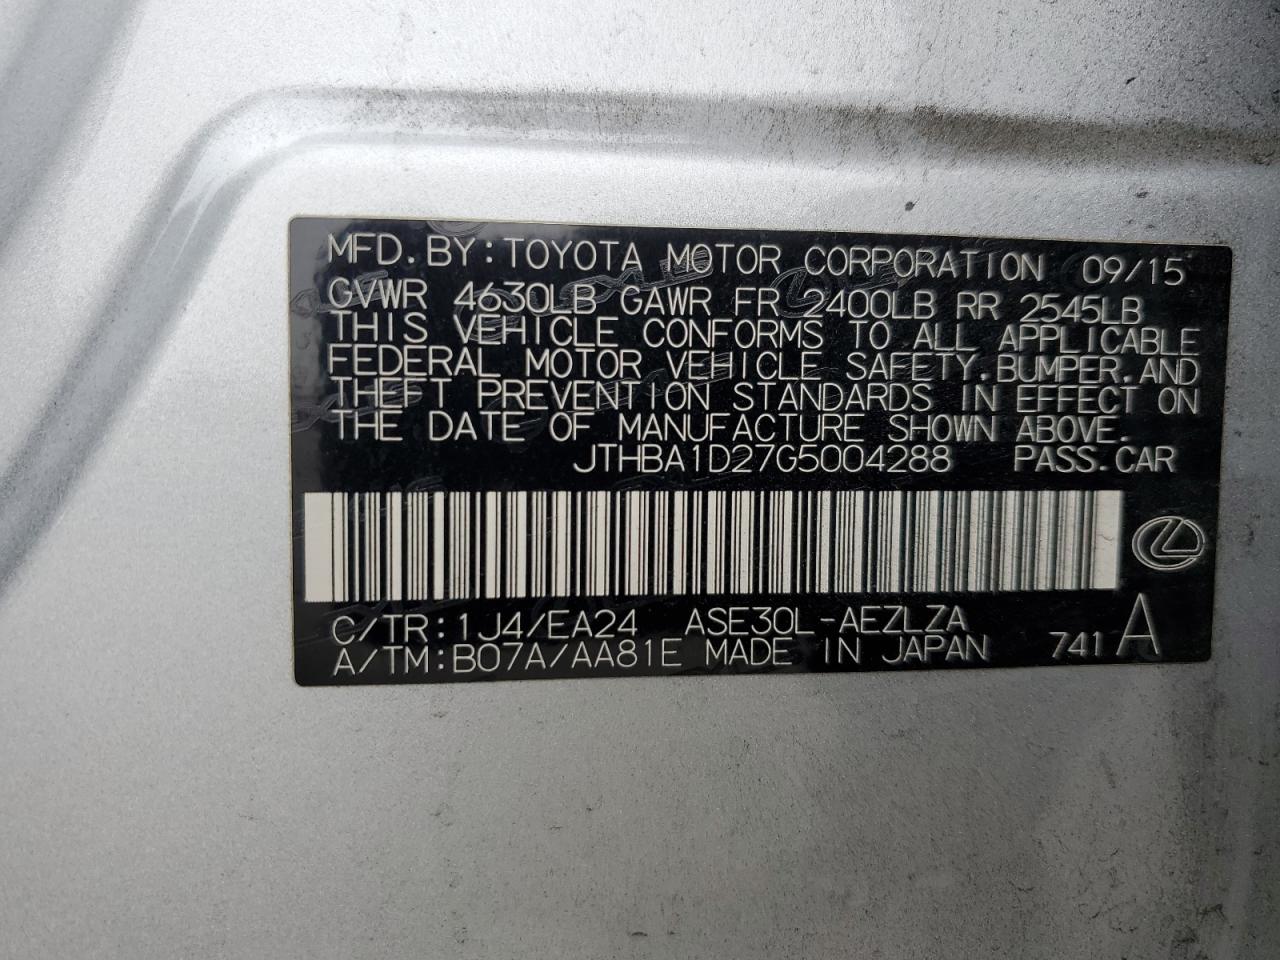 MFD. BY: TOYOTA MOTOR CORPORATION 09/15
GVWR 4630LB GAWR FR 2400LB RR 2545LB
THIS VEHICLE CONFORMS TO ALL APPLICABLE
FEDERAL MOTOR VEHICLE SAFETY,BUMPER,AND
THEFT PREVENTION STANDARDS IN EFFECT ON
THE DATE OF MANUFACTURE SHOWN ABOVE.
JTHBA1D27G5004288 PASS.CAR
C/TR: 1J4/EA24 ASE30L-AEZLZA
A/TM: B07A/AA81E MADE IN JAPAN 741 A